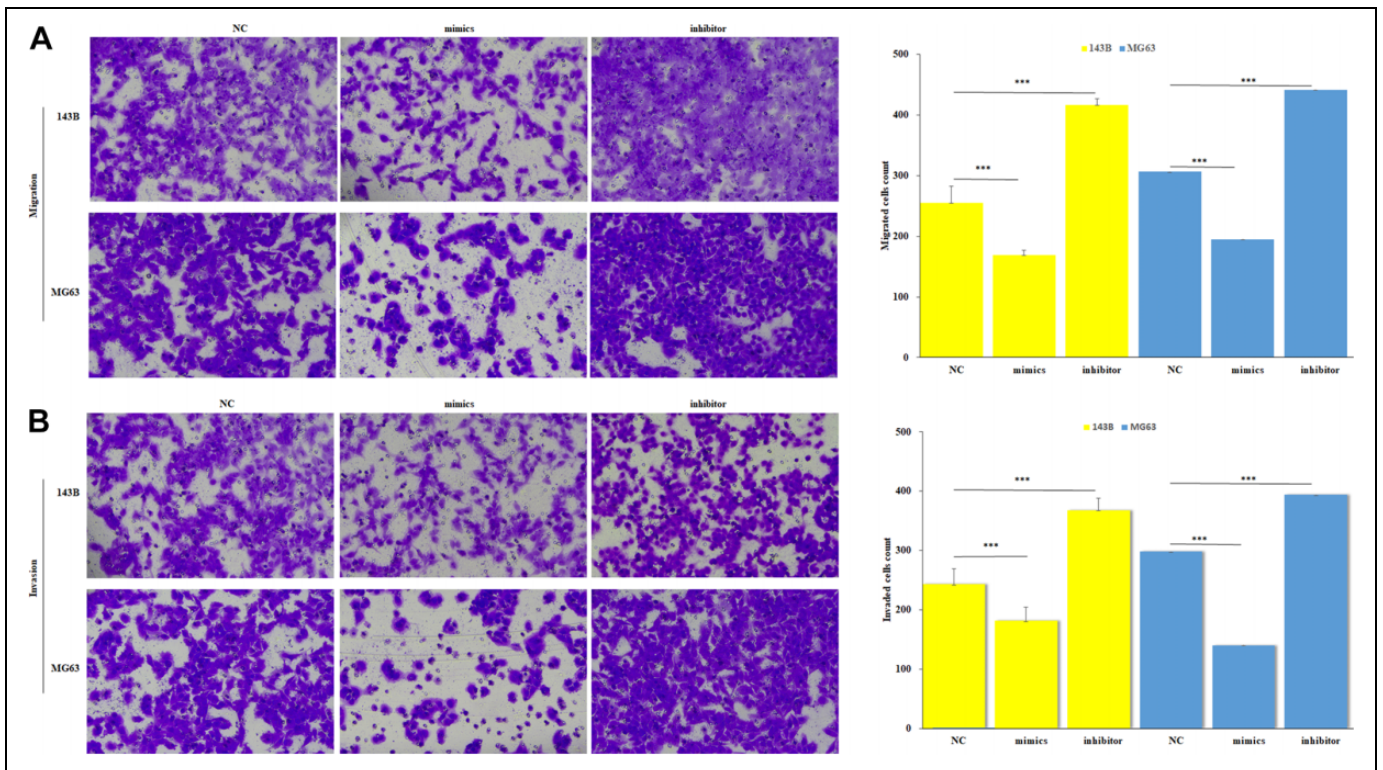 A
NC mimics inhibitor
Migration
143B
MG63
143B MG63
Migrated cells count
500
400
300
200
100
0
***
***
***
***
NC mimics inhibitor NC mimics inhibitor
B
NC mimics inhibitor
Invasion
143B
MG63
143B MG63
Invaded cells count
500
400
300
200
100
0
***
***
***
***
NC mimics inhibitor NC mimics inhibitor